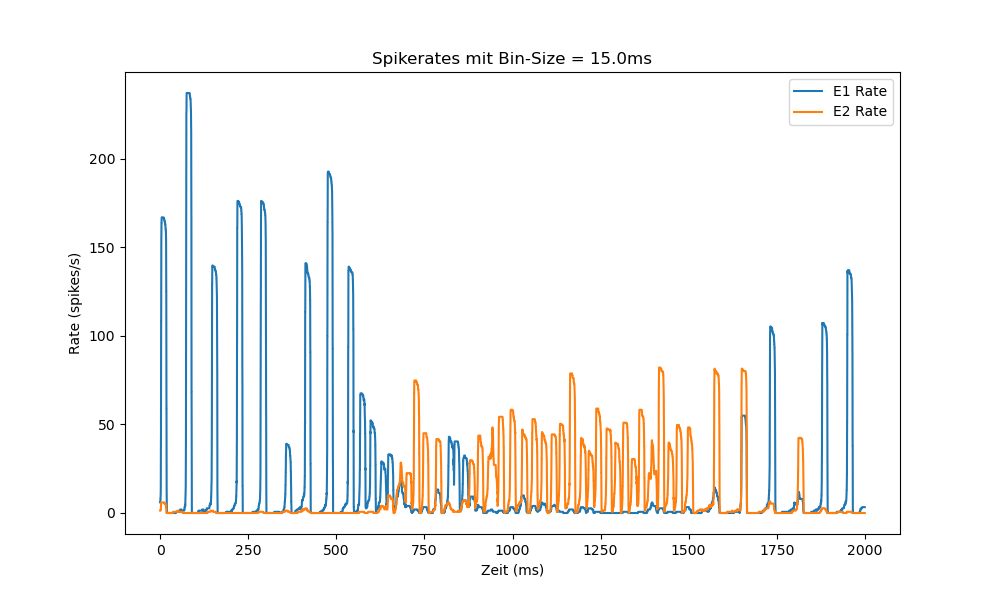 Spikerates mit Bin-Size = 15.0ms
E1 Rate
E2 Rate
Rate (spikes/s)
200
150
100
50
0
0 250 500 750 1000 1250 1500 1750 2000
Zeit (ms)